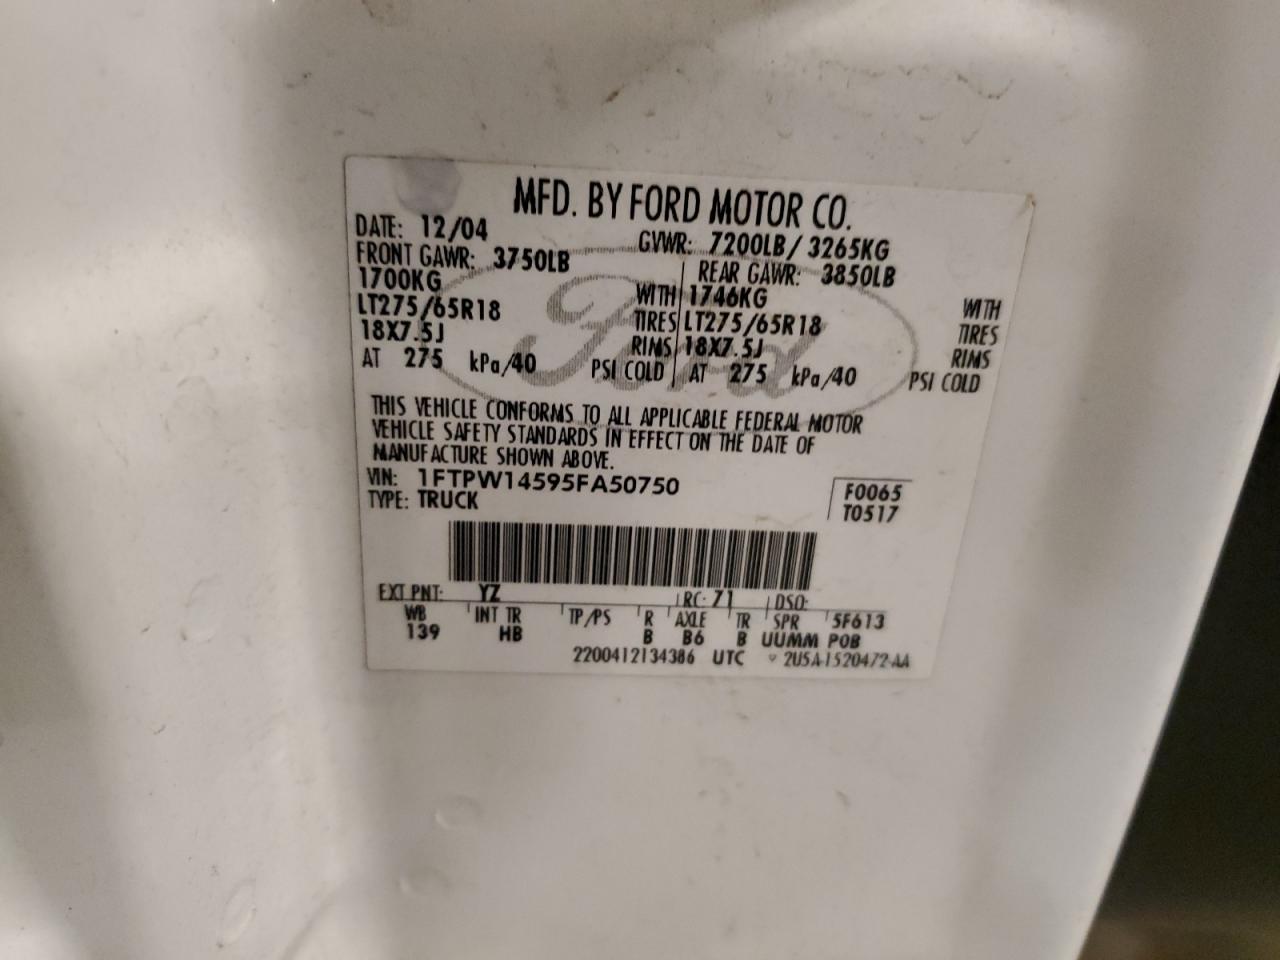 MFD. BY FORD MOTOR CO.
DATE: 12/04 GVWR: 7200LB/ 3265KG
FRONT GAWR: 3750LB REAR GAWR: 3850LB
1700KG WITH 1746KG WITH
LT275/65R18 TIRES LT275/65R18 TIRES
18X7.5J RIMS 18X7.5J RIMS
AT 275 kPa/40 PSI COLD AT 275 kPa/40 PSI COLD
Ford
THIS VEHICLE CONFORMS TO ALL APPLICABLE FEDERAL MOTOR
VEHICLE SAFETY STANDARDS IN EFFECT ON THE DATE OF
MANUFACTURE SHOWN ABOVE.
VIN: 1FTPW14595FA50750 F0065
TYPE: TRUCK T0517
EXT PNT: YZ RC: 71 DSO:
WB INT TR TP/PS R AXLE TR SPR 5F613
139 HB B B6 B UUMM POB
2200412134386 UTC 2U5A-1520472-AA